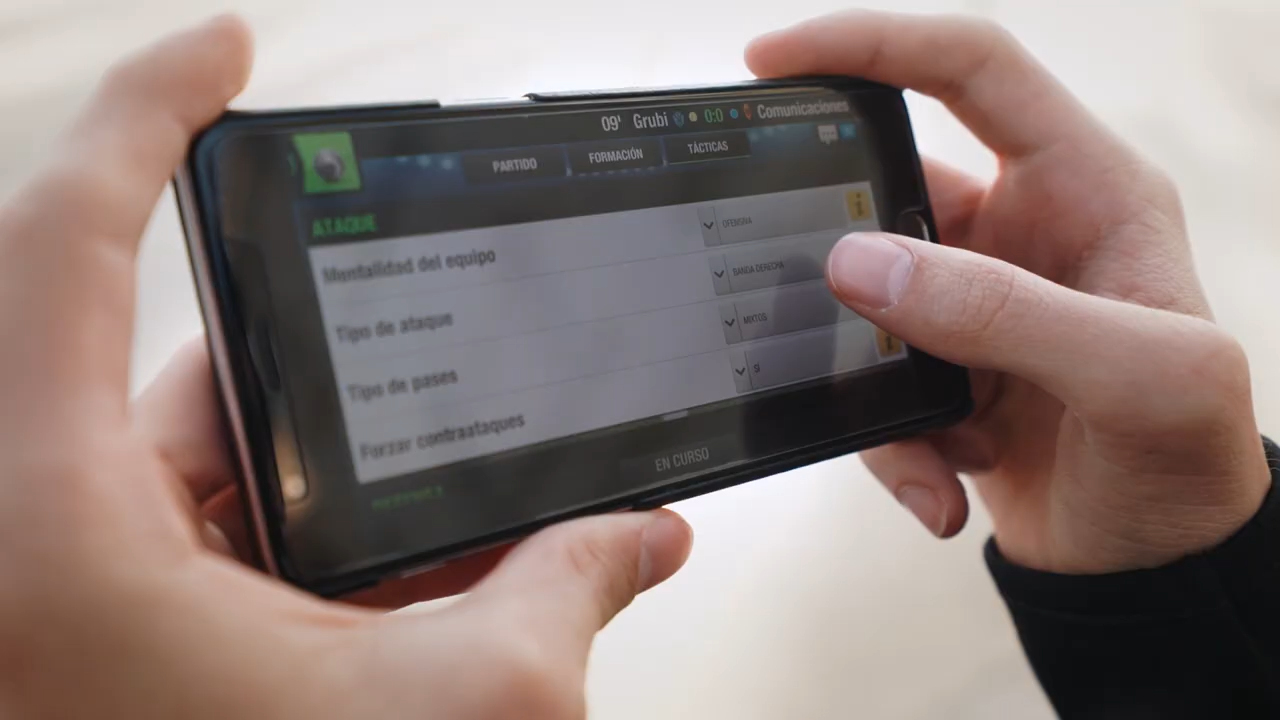 09' Grubi 0:0 Comunicaciones
PARTIDO FORMACIÓN TÁCTICAS
ATAQUE
Mentalidad del equipo OFENSIVA
Tipo de ataque BANDA DERECHA
Tipo de pases MIXTOS
Forzar contraataques 9
EN CURSO